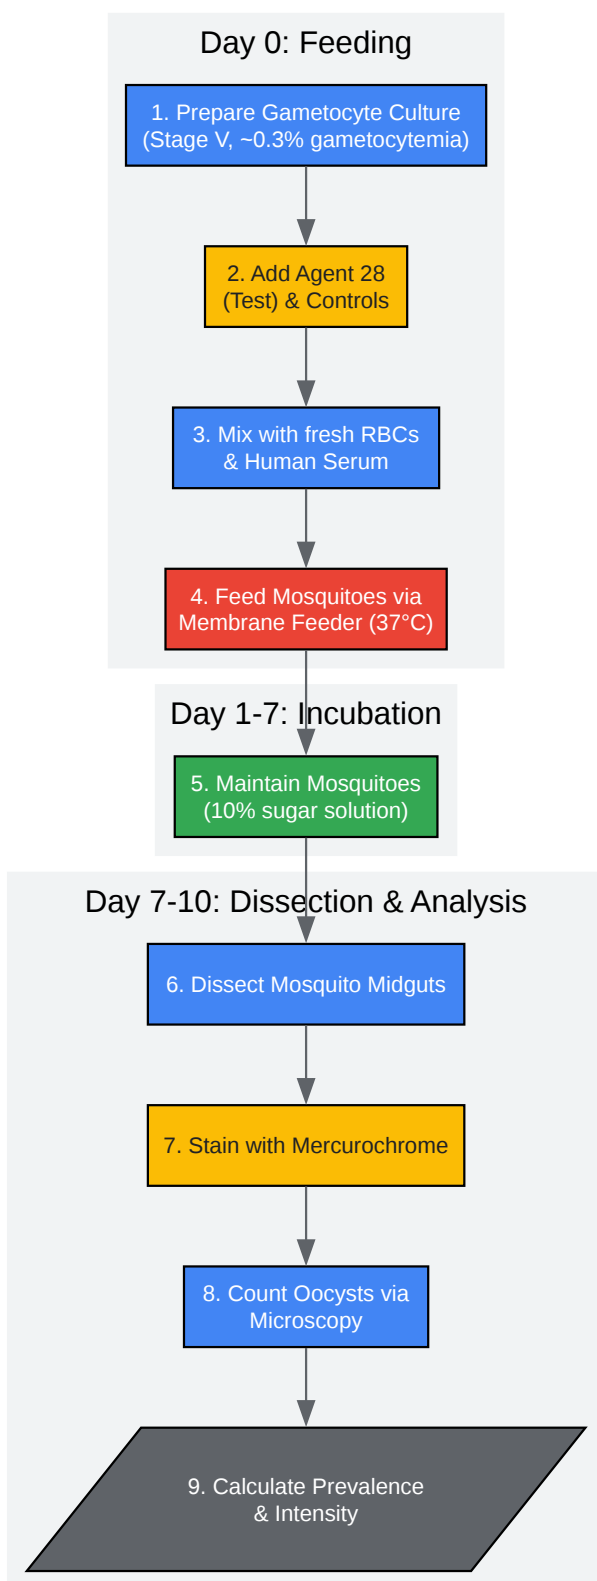 Day 0: Feeding
1. Prepare Gametocyte Culture
(Stage V, ~0.3% gametocytemia)
2. Add Agent 28
(Test) & Controls
3. Mix with fresh RBCs
& Human Serum
4. Feed Mosquitoes via
Membrane Feeder (37°C)
Day 1-7: Incubation
5. Maintain Mosquitoes
(10% sugar solution)
Day 7-10: Dissection & Analysis
6. Dissect Mosquito Midguts
7. Stain with Mercurochrome
8. Count Oocysts via
Microscopy
9. Calculate Prevalence
& Intensity